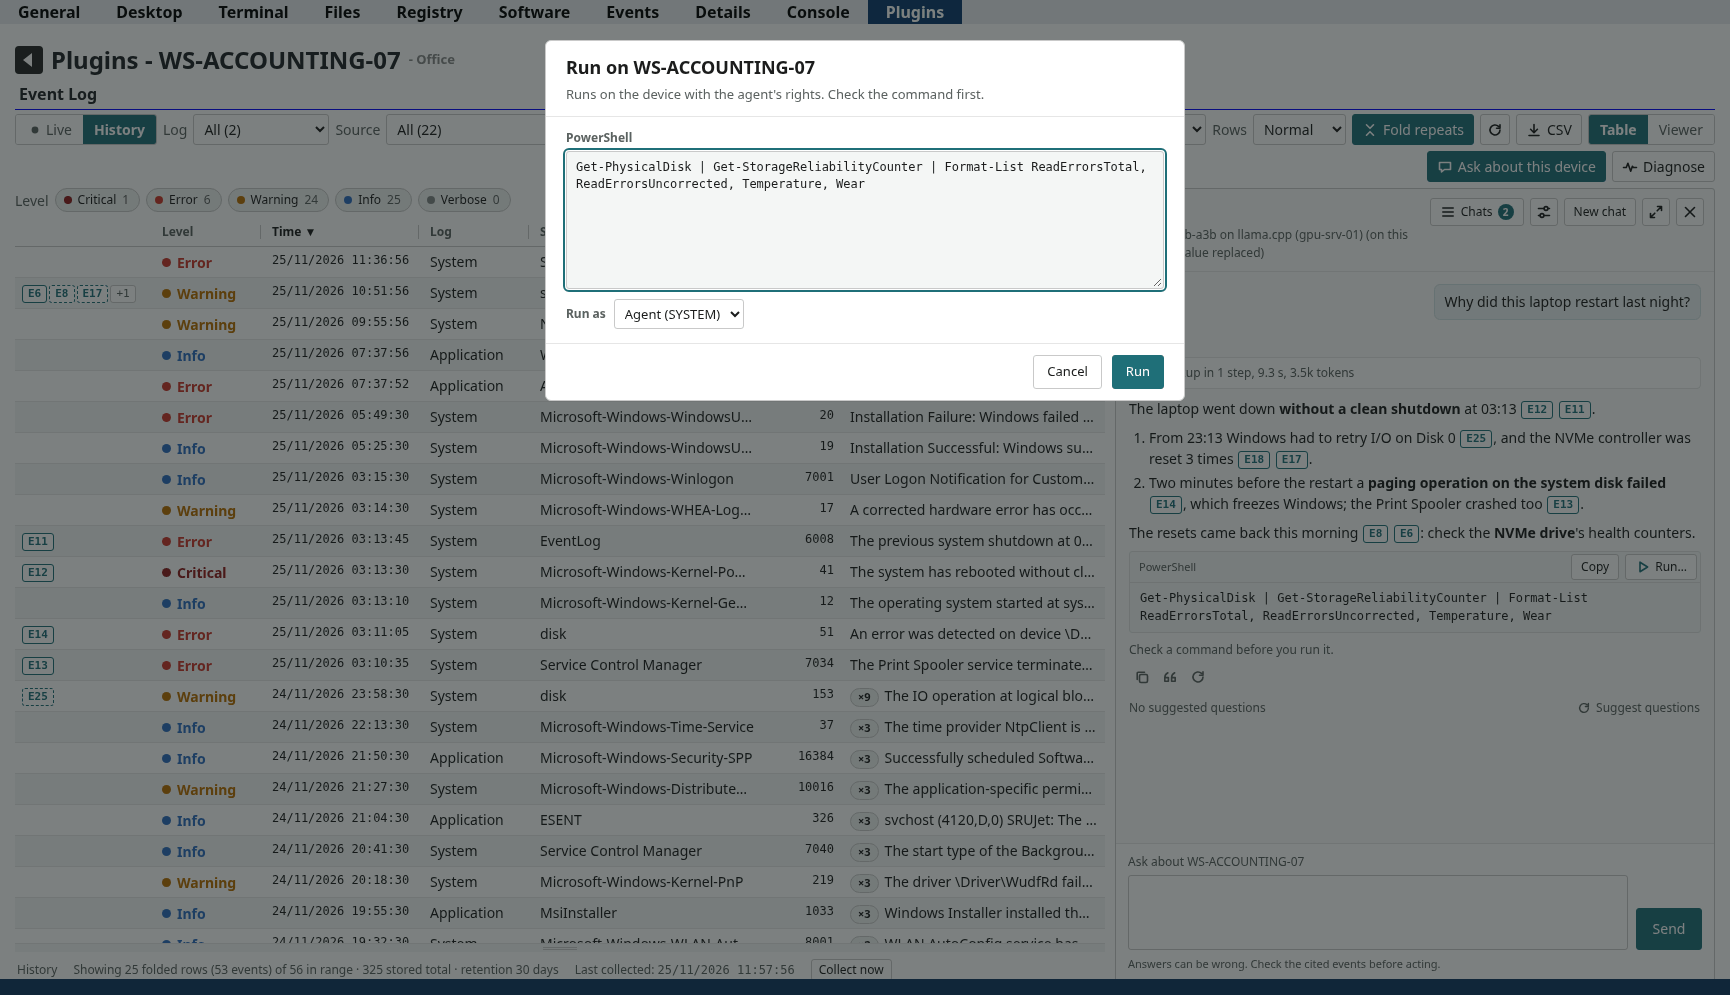 General Desktop Terminal Files Registry Software Events Details Console Plugins
Plugins - WS-ACCOUNTING-07 - Office
Event Log
Live History Log All (2) Source All (22) Rows Normal Fold repeats CSV Table Viewer
Ask about this device Diagnose
Level Critical 1 Error 6 Warning 24 Info 25 Verbose 0
Level Time ▼ Log S
Error 25/11/2026 11:36:56 System S
E6 E8 E17 +1 Warning 25/11/2026 10:51:56 System s
Warning 25/11/2026 09:55:56 System N
Info 25/11/2026 07:37:56 Application W
Error 25/11/2026 07:37:52 Application A
Error 25/11/2026 05:49:30 System Microsoft-Windows-WindowsU... 20 Installation Failure: Windows failed ...
Info 25/11/2026 05:25:30 System Microsoft-Windows-WindowsU... 19 Installation Successful: Windows su...
Info 25/11/2026 03:15:30 System Microsoft-Windows-Winlogon 7001 User Logon Notification for Custom...
Warning 25/11/2026 03:14:30 System Microsoft-Windows-WHEA-Log... 17 A corrected hardware error has occ...
E11 Error 25/11/2026 03:13:45 System EventLog 6008 The previous system shutdown at 0...
E12 Critical 25/11/2026 03:13:30 System Microsoft-Windows-Kernel-Po... 41 The system has rebooted without cl...
Info 25/11/2026 03:13:10 System Microsoft-Windows-Kernel-Ge... 12 The operating system started at sys...
E14 Error 25/11/2026 03:11:05 System disk 51 An error was detected on device \D...
E13 Error 25/11/2026 03:10:35 System Service Control Manager 7034 The Print Spooler service terminate...
E25 Warning 24/11/2026 23:58:30 System disk 153 ×9 The IO operation at logical blo...
Info 24/11/2026 22:13:30 System Microsoft-Windows-Time-Service 37 ×3 The time provider NtpClient is ...
Info 24/11/2026 21:50:30 Application Microsoft-Windows-Security-SPP 16384 ×3 Successfully scheduled Softwa...
Warning 24/11/2026 21:27:30 System Microsoft-Windows-Distribute... 10016 ×3 The application-specific permi...
Info 24/11/2026 21:04:30 Application ESENT 326 ×3 svchost (4120,D,0) SRUJet: The ...
Info 24/11/2026 20:41:30 System Service Control Manager 7040 ×3 The start type of the Backgrou...
Warning 24/11/2026 20:18:30 System Microsoft-Windows-Kernel-PnP 219 ×3 The driver \Driver\WudfRd fail...
Info 24/11/2026 19:55:30 Application MsiInstaller 1033 ×3 Windows Installer installed th...
Info 24/11/2026 19:32:30 System Microsoft-Windows-WLAN-Aut... 8001 WLAN AutoConfig service has...
History Showing 25 folded rows (53 events) of 56 in range · 325 stored total · retention 30 days Last collected: 25/11/2026 11:57:56 Collect now
Run on WS-ACCOUNTING-07
Runs on the device with the agent's rights. Check the command first.
PowerShell
Get-PhysicalDisk | Get-StorageReliabilityCounter | Format-List ReadErrorsTotal,
ReadErrorsUncorrected, Temperature, Wear
Run as Agent (SYSTEM)
Cancel Run
Chats 2 New chat
b-a3b on llama.cpp (gpu-srv-01) (on this
alue replaced)
Why did this laptop restart last night?
up in 1 step, 9.3 s, 3.5k tokens
The laptop went down without a clean shutdown at 03:13 E12 E11.
1. From 23:13 Windows had to retry I/O on Disk 0 E25, and the NVMe controller was
reset 3 times E18 E17.
2. Two minutes before the restart a paging operation on the system disk failed
E14, which freezes Windows; the Print Spooler crashed too E13.
The resets came back this morning E8 E6: check the NVMe drive's health counters.
PowerShell Copy Run...
Get-PhysicalDisk | Get-StorageReliabilityCounter | Format-List
ReadErrorsTotal, ReadErrorsUncorrected, Temperature, Wear
Check a command before you run it.
No suggested questions Suggest questions
Ask about WS-ACCOUNTING-07
Send
Answers can be wrong. Check the cited events before acting.